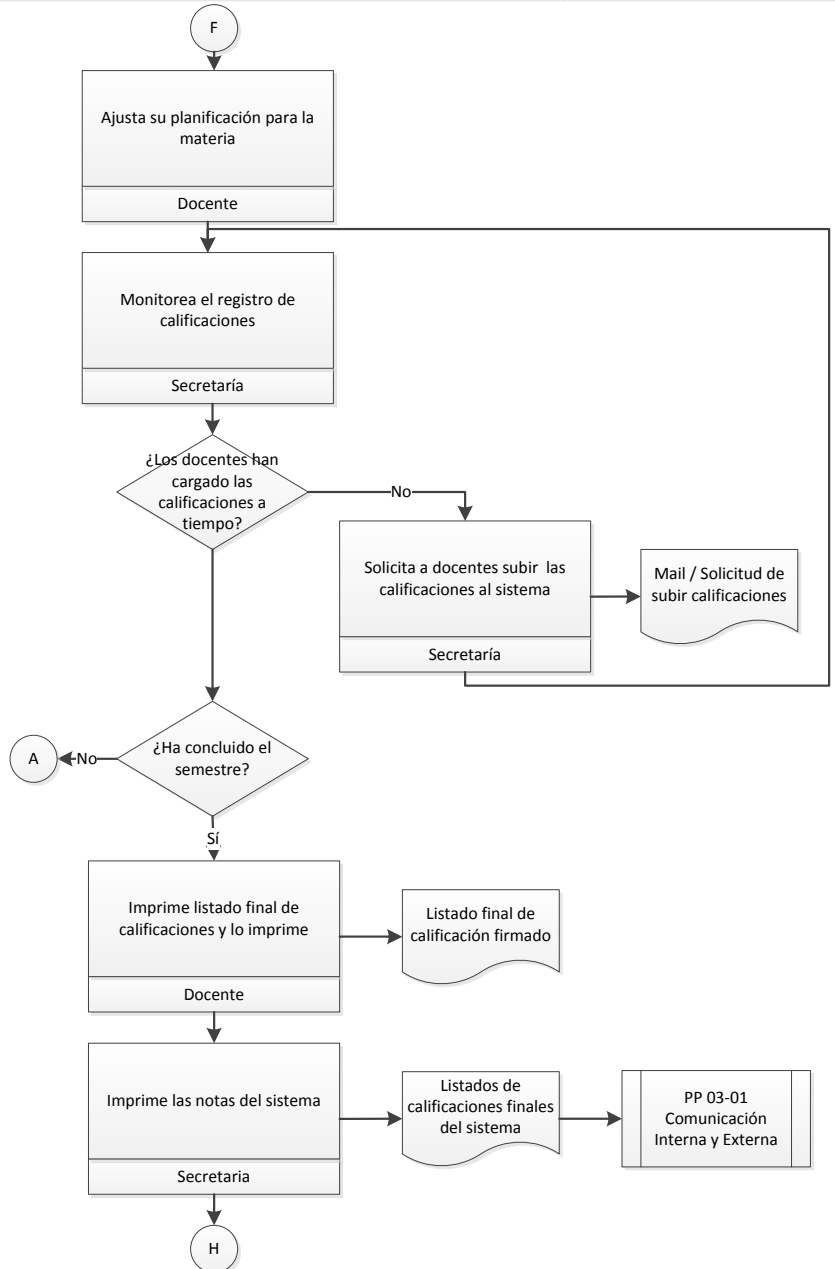 F
Ajusta su planificación para la
materia
Docente
Monitorea el registro de
calificaciones
Secretaría
¿Los docentes han
cargado las
calificaciones a
tiempo?
No
Solicita a docentes subir  las
calificaciones al sistema
Secretaría
Mail / Solicitud de
subir calificaciones
¿Ha concluido el
semestre?
No
A
Sí
Imprime listado final de
calificaciones y lo imprime
Docente
Listado final de
calificación firmado
Imprime las notas del sistema
Secretaria
Listados de
calificaciones finales
del sistema
PP 03-01
Comunicación
Interna y Externa
H